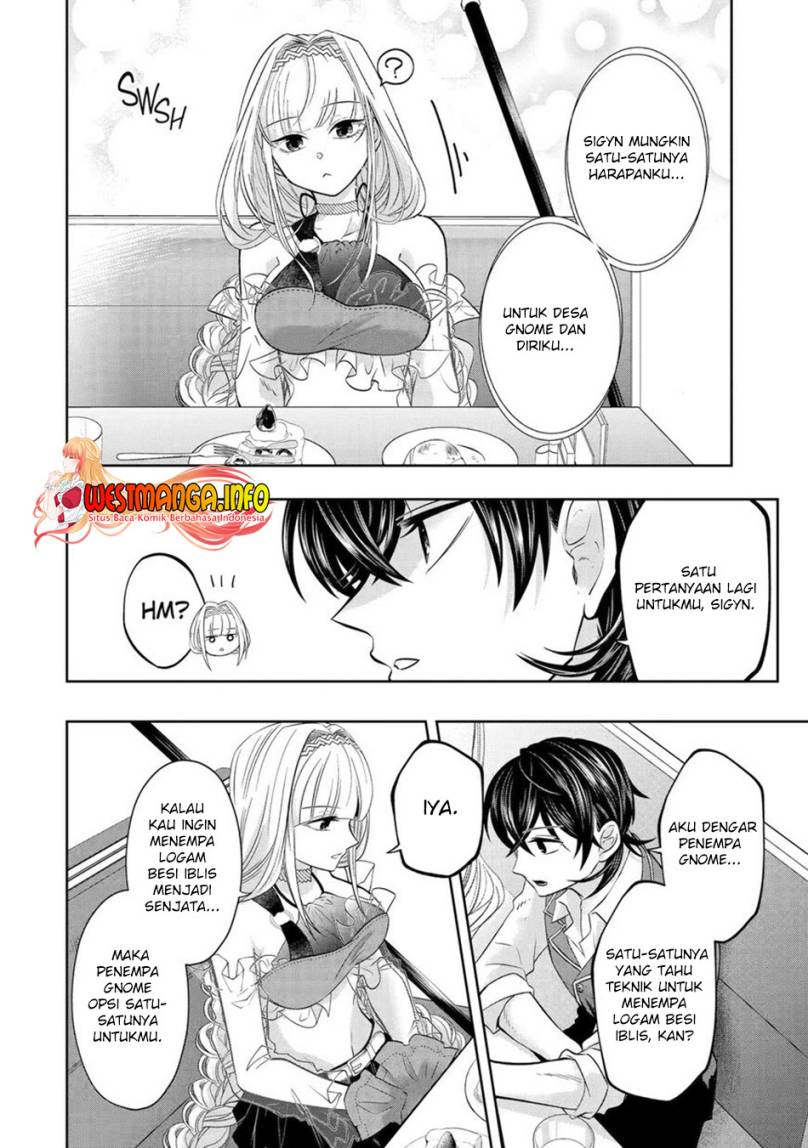 SWSH
?
SIGYN MUNGKIN
SATU-SATUNYA
HARAPANKU...
UNTUK DESA
GNOME DAN
DIRIKU...
WESTMANGA.INFO
Situs Baca Komik Berbahasa Indonesia
SATU
PERTANYAAN LAGI
UNTUKMU, SIGYN.
HM?
AKU DENGAR
PENEMPA
GNOME...
SATU-SATUNYA
YANG TAHU
TEKNIK UNTUK
MENEMPA
LOGAM BESI
IBLIS, KAN?
IYA.
KALAU
KAU INGIN
MENEMPA
LOGAM
BESI IBLIS
MENJADI
SENJATA...
MAKA
PENEMPA
GNOME
OPSI SATU-
SATUNYA
UNTUKMU.